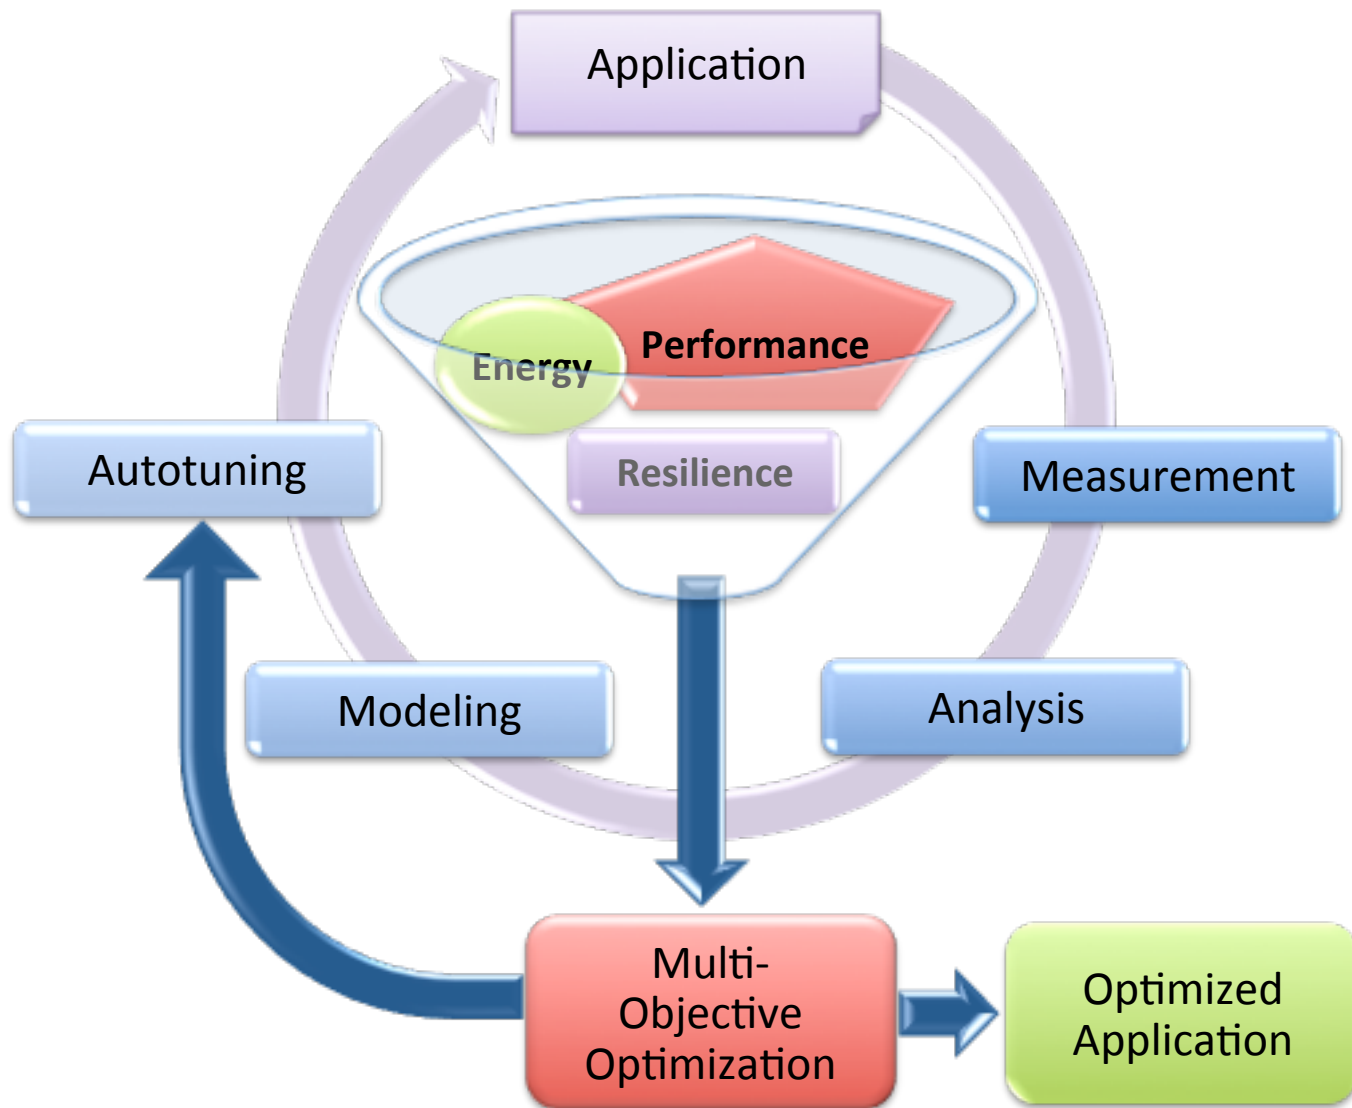 Application
Performance
Energy
Resilience
Autotuning
Measurement
Modeling
Analysis
Multi-
Objective
Optimization
Optimized
Application